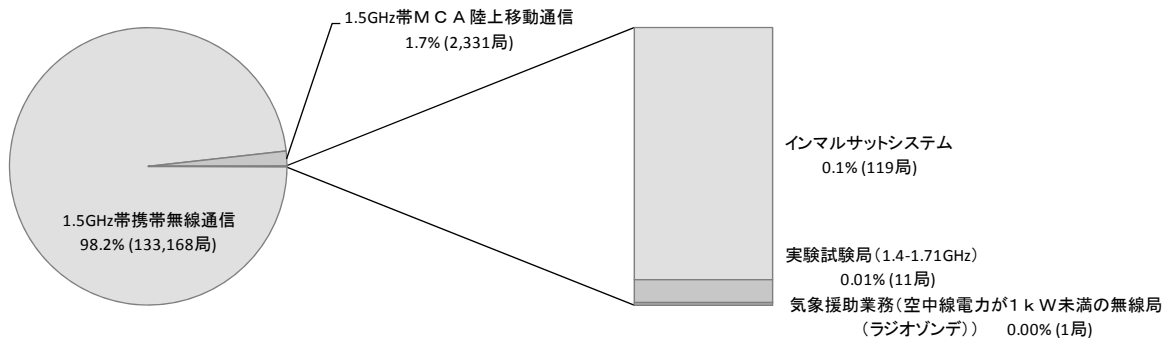 1.5GHz帯MCA陸上移動通信
1.7% (2,331局)
1.5GHz帯携帯無線通信
98.2% (133,168局)
インマルサットシステム
0.1% (119局)
実験試験局(1.4-1.71GHz)
0.01% (11局)
気象援助業務(空中線電力が1kW未満の無線局
(ラジオゾンデ)) 0.00% (1局)